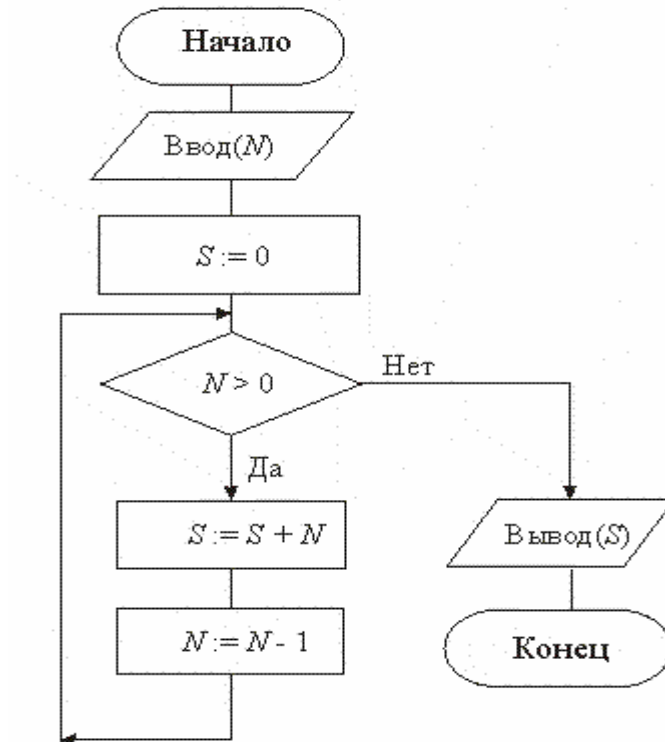 Начало
Ввод(N)
S := 0
N > 0
Нет
Да
S := S + N
Вывод(S)
N := N - 1
Конец